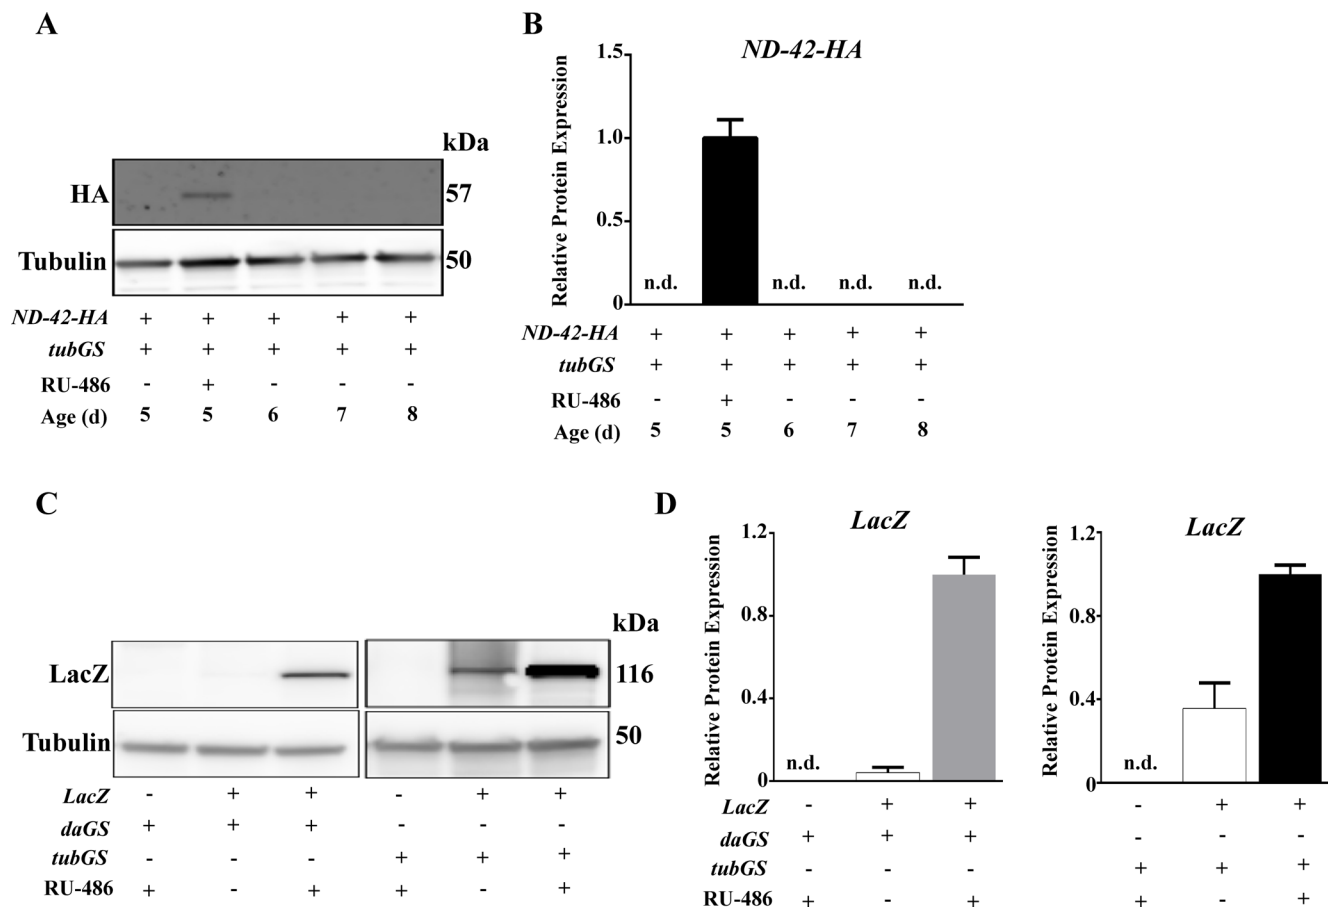 A
kDa
HA 57
Tubulin 50
ND-42-HA + + + + +
tubGS + + + + +
RU-486 - + - - -
Age (d) 5 5 6 7 8
B
ND-42-HA
Relative Protein Expression
1.5
1.0
0.5
0
n.d. n.d. n.d. n.d.
ND-42-HA + + + + +
tubGS + + + + +
RU-486 - + - - -
Age (d) 5 5 6 7 8
C
kDa
LacZ 116
Tubulin 50
LacZ - + + - + +
daGS + + + - - -
tubGS - - - + + +
RU-486 + - + + - +
D
LacZ
Relative Protein Expression
1.2
0.8
0.4
0
n.d.
LacZ - + +
daGS + + +
tubGS - - -
RU-486 + - +
LacZ
Relative Protein Expression
1.2
0.8
0.4
0
n.d.
- + +
- - -
+ + +
+ - +